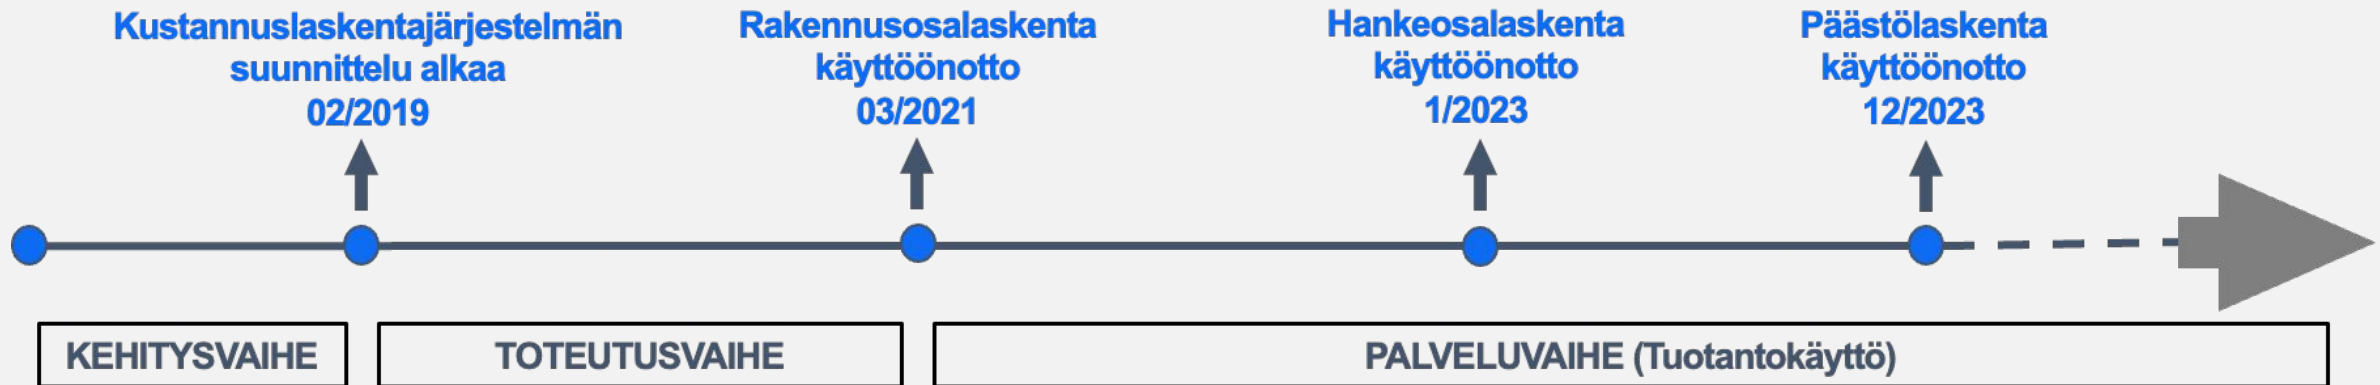 Kustannuslaskentajärjestelmän
suunnittelu alkaa
02/2019
Rakennusosalaskenta
käyttöönotto
03/2021
Hankeosalaskenta
käyttöönotto
1/2023
Päästölaskenta
käyttöönotto
12/2023
KEHITYSVAIHE
TOTEUTUSVAIHE
PALVELUVAIHE (Tuotantokäyttö)